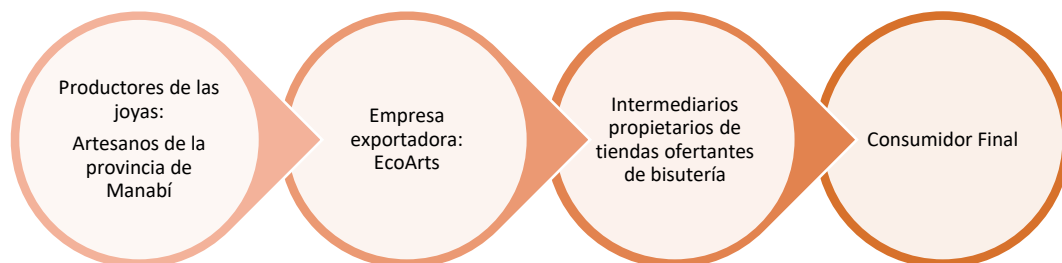 Productores de las
joyas:
Artesanos de la
provincia de
Manabí
Empresa
exportadora:
EcoArts
Intermediarios
propietarios de
tiendas ofertantes
de bisutería
Consumidor Final